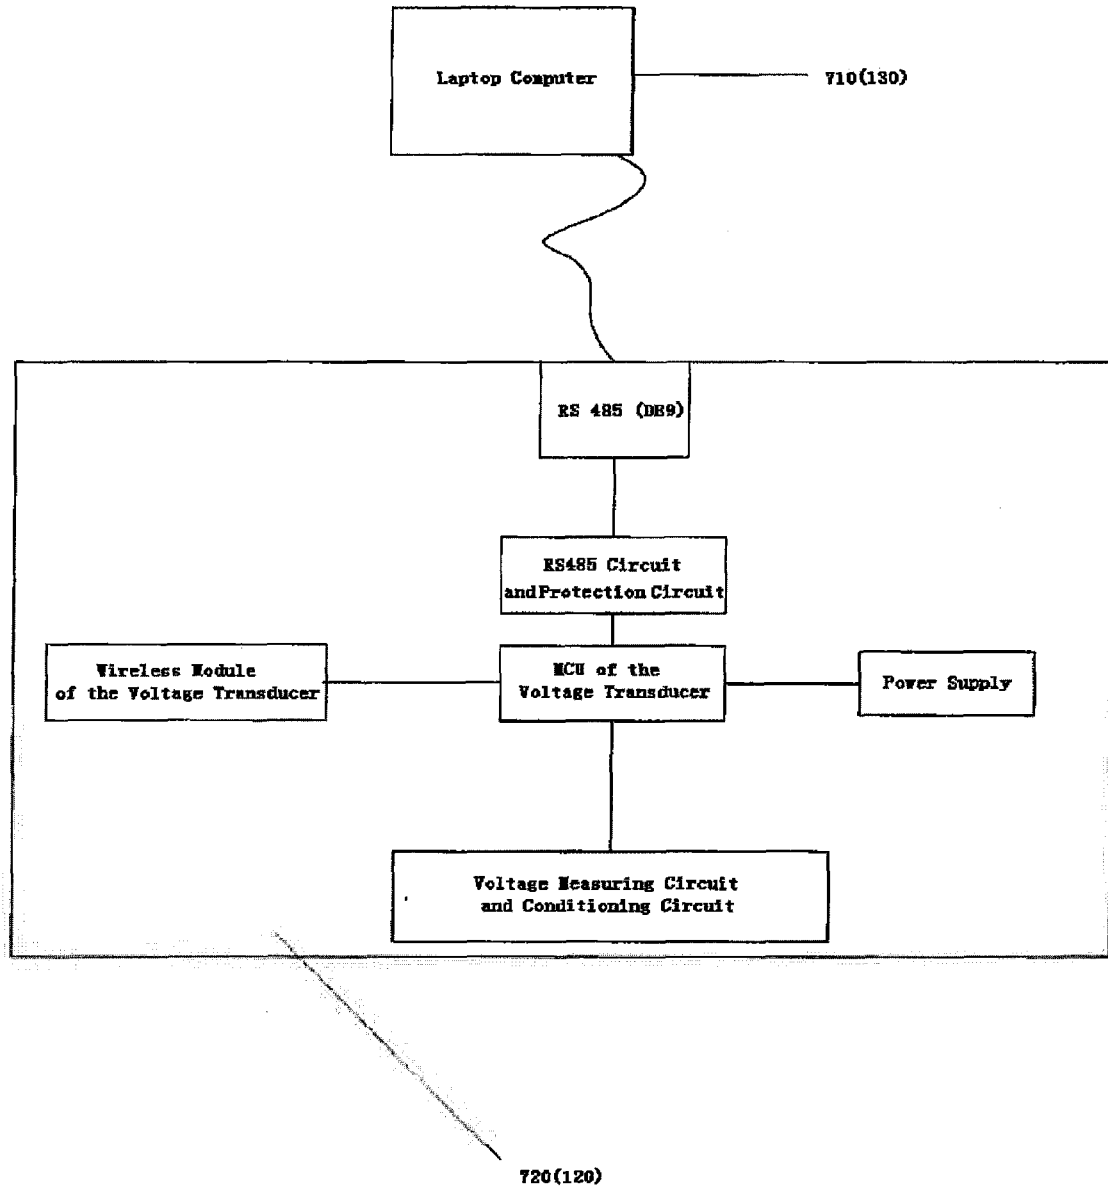 Laptop Computer
710(130)
RS 485 (DB9)
RS485 Circuit
and Protection Circuit
Wireless Module
of the Voltage Transducer
MCU of the
Voltage Transducer
Power Supply
Voltage Measuring Circuit
and Conditioning Circuit
720(120)